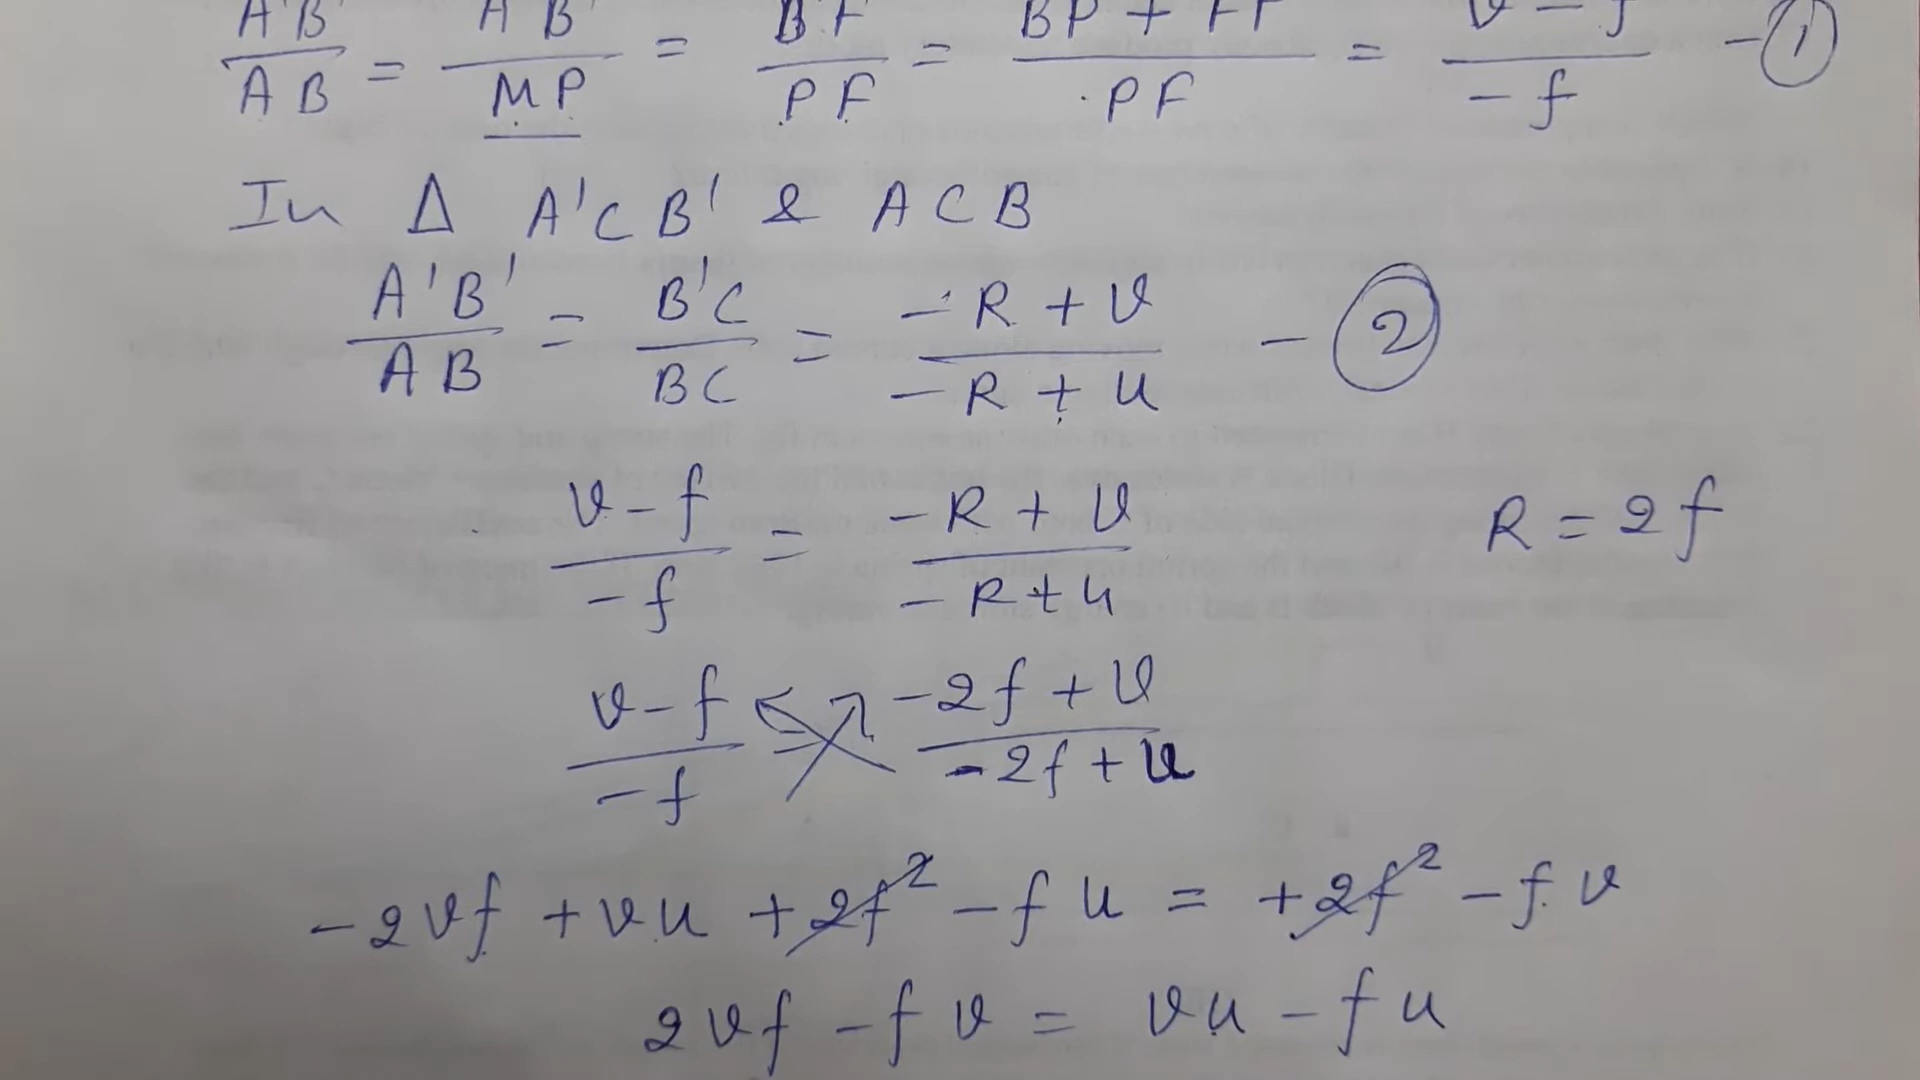 A'B' / AB = A'B' / MP = B'F / PF = B'P + PF / PF = v - f / - f - ①
In Δ A'CB' & ACB
A'B' / AB = B'C / BC = - R + v / - R + u - ②
v - f / - f = - R + v / - R + u R = 2f
v - f / - f = - 2f + v / - 2f + u
- 2vf + vu + 2f² - fu = + 2f² - fv
2vf - fv = vu - fu